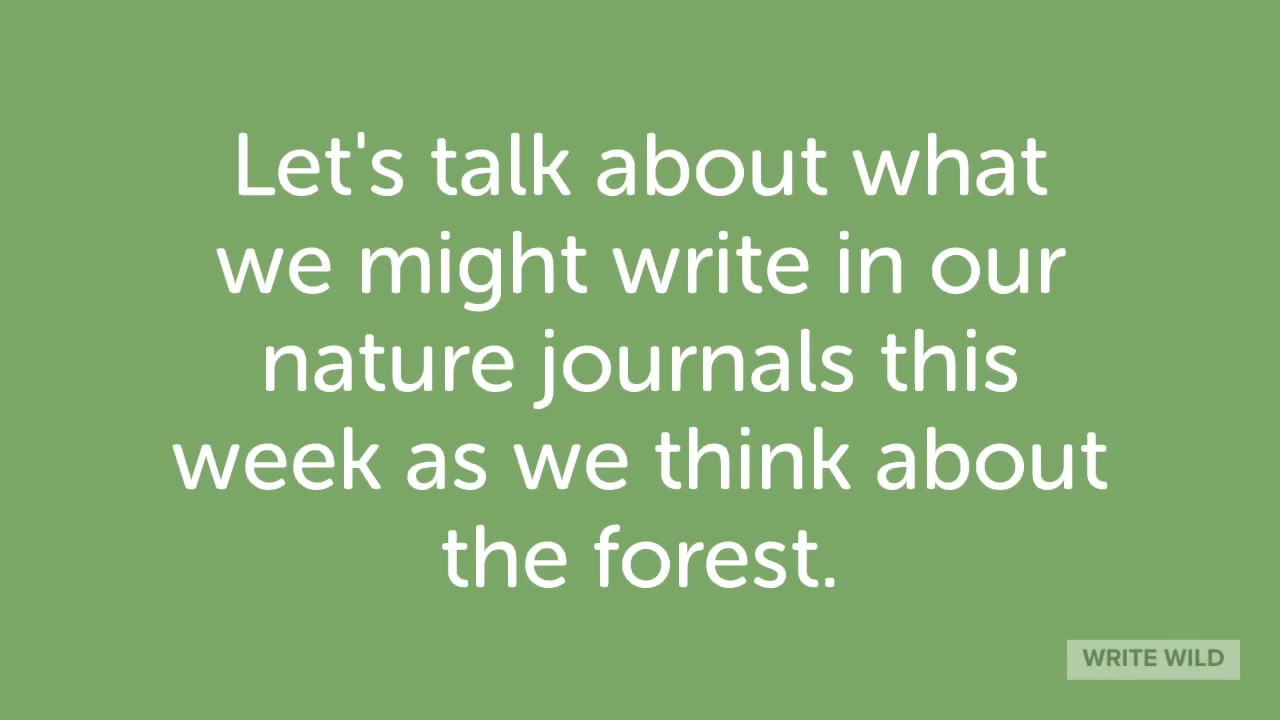 Let's talk about what
we might write in our
nature journals this
week as we think about
the forest.
WRITE WILD